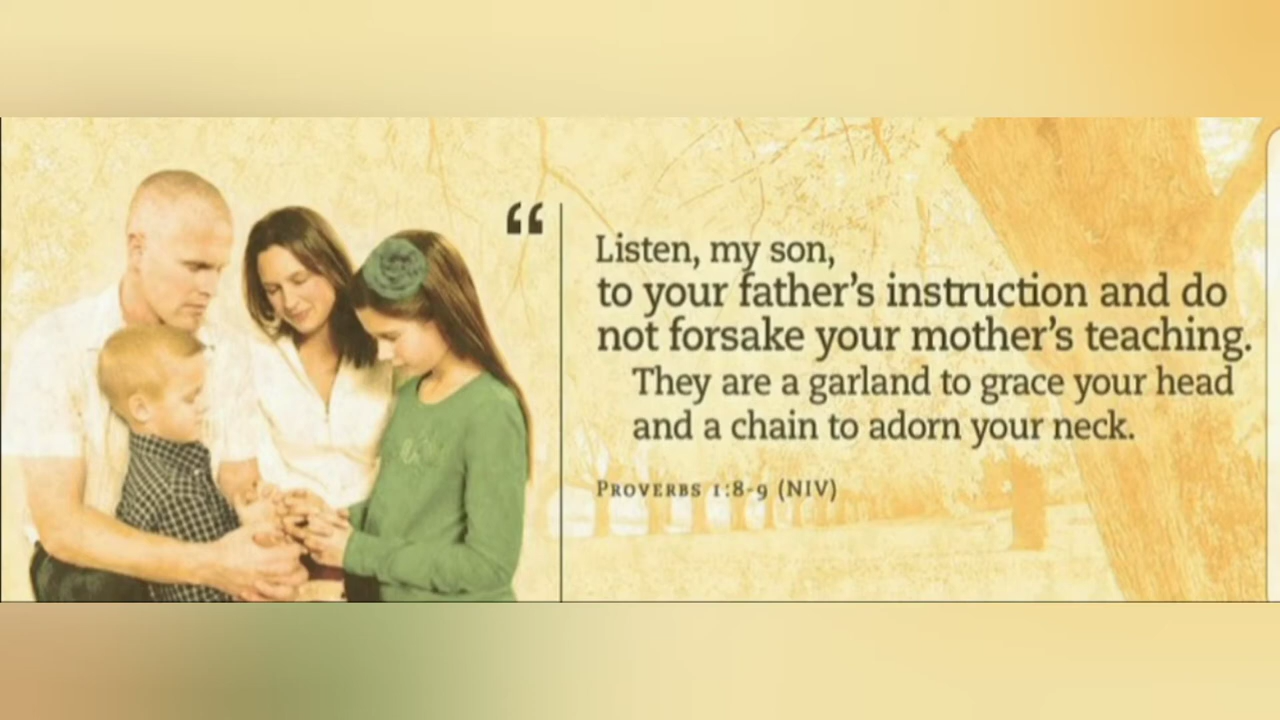 “
Listen, my son,
to your father’s instruction and do
not forsake your mother’s teaching.
They are a garland to grace your head
and a chain to adorn your neck.
PROVERBS 1:8-9 (NIV)